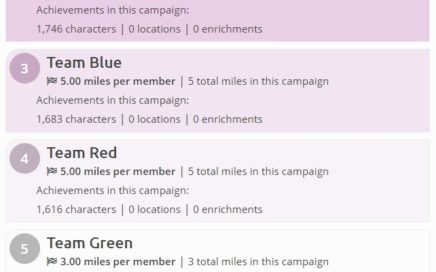 Achievements in this campaign:
1,746 characters | 0 locations | 0 enrichments
3
Team Blue
5.00 miles per member | 5 total miles in this campaign
Achievements in this campaign:
1,683 characters | 0 locations | 0 enrichments
4
Team Red
5.00 miles per member | 5 total miles in this campaign
Achievements in this campaign:
1,616 characters | 0 locations | 0 enrichments
5
Team Green
3.00 miles per member | 3 total miles in this campaign